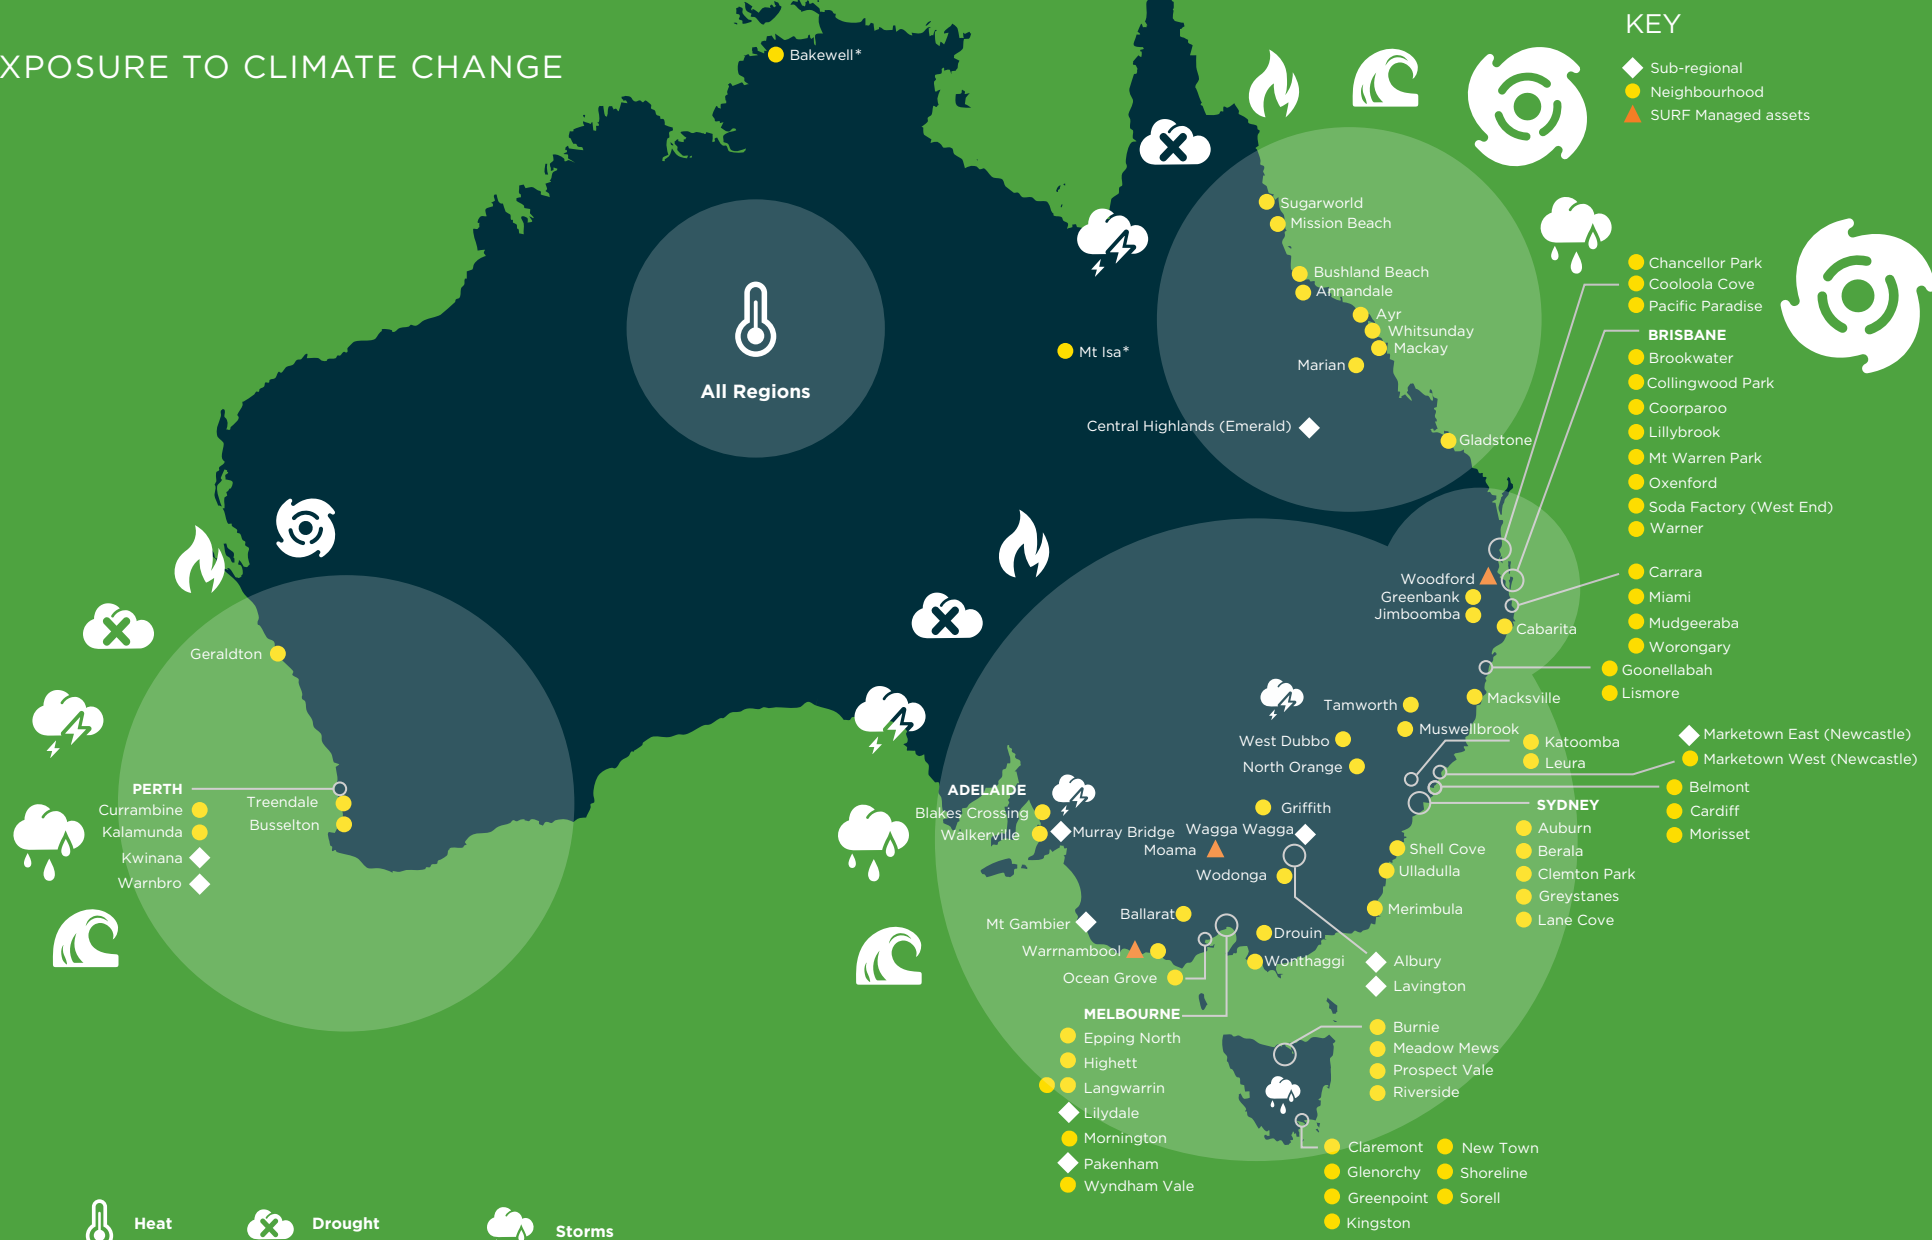 XPOSURE TO CLIMATE CHANGE
KEY
Sub-regional
Neighbourhood
SURF Managed assets
Bakewell*
Sugarworld
Mission Beach
Bushland Beach
Annandale
Ayr
Whitsunday
Mackay
Marian
Mt Isa*
All Regions
Central Highlands (Emerald)
Gladstone
Chancellor Park
Cooloola Cove
Pacific Paradise
BRISBANE
Brookwater
Collingwood Park
Coorparoo
Lillybrook
Mt Warren Park
Oxenford
Soda Factory (West End)
Warner
Woodford
Greenbank
Jimboomba
Cabarita
Carrara
Miami
Mudgeeraba
Worongary
Goonellabah
Lismore
Geraldton
Tamworth
Macksville
Muswellbrook
West Dubbo
North Orange
Katoomba
Leura
Marketown East (Newcastle)
Marketown West (Newcastle)
Belmont
Cardiff
Morisset
PERTH
Currambine
Kalamunda
Kwinana
Warnbro
Treendale
Busselton
ADELAIDE
Blakes Crossing
Walkerville
Murray Bridge
Griffith
Wagga Wagga
Moama
Wodonga
SYDNEY
Auburn
Berala
Clemton Park
Greystanes
Lane Cove
Shell Cove
Ulladulla
Merimbula
Mt Gambier
Ballarat
Warrnambool
Drouin
Wonthaggi
Ocean Grove
Albury
Lavington
MELBOURNE
Epping North
Highett
Langwarrin
Lilydale
Mornington
Pakenham
Wyndham Vale
Burnie
Meadow Mews
Prospect Vale
Riverside
Claremont
Glenorchy
Greenpoint
Kingston
New Town
Shoreline
Sorell
Heat
Drought
Storms